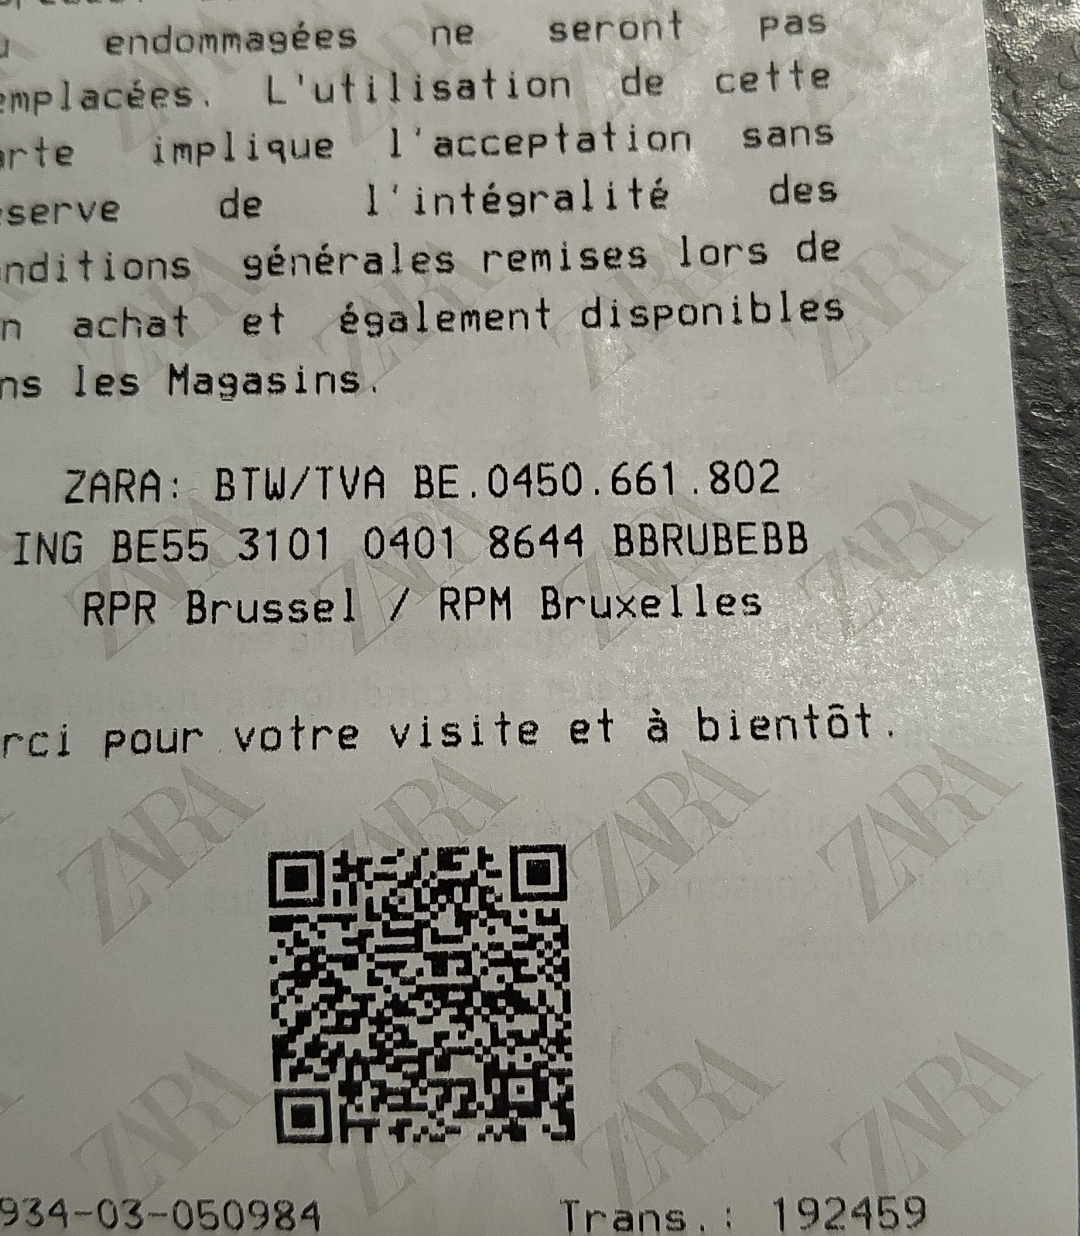 endommagées ne seront pas
emplacées. L'utilisation de cette
arte implique l'acceptation sans
serve de l'intégralité des
nditions générales remises lors de
n achat et également disponibles
ns les Magasins.
ZARA: BTW/TVA BE.0450.661.802
ING BE55 3101 0401 8644 BBRUBEBB
RPR Brussel / RPM Bruxelles
rci pour votre visite et à bientôt.
934-03-050984 Trans.: 192459